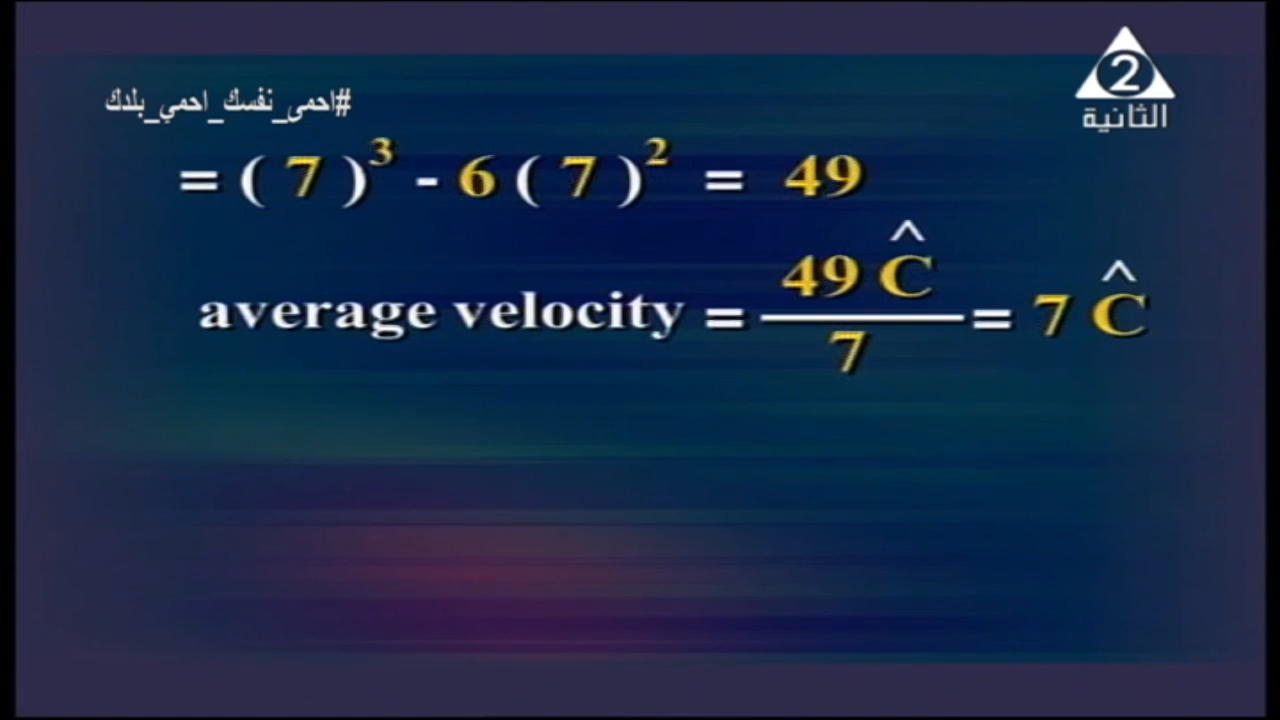 2
الثانية
#احمى_نفسك_احمي_بلدك
= ( 7 )³ - 6 ( 7 )² = 49
average velocity = 49 Ĉ / 7 = 7 Ĉ